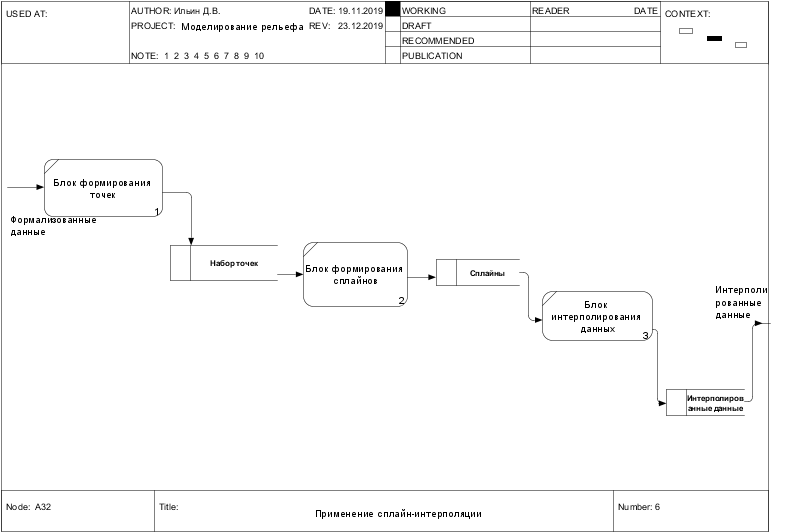 USED AT:
AUTHOR: Ильин Д.В.
DATE: 19.11.2019
PROJECT: Моделирование рельефа
REV: 23.12.2019
NOTE: 1 2 3 4 5 6 7 8 9 10
WORKING
DRAFT
RECOMMENDED
PUBLICATION
READER
DATE
CONTEXT:
Блок формирования
точек
1
Формализованные
данные
Набор точек
Блок формирования
сплайнов
2
Сплайны
Блок
интерполирования
данных
3
Интерполи
рованные
данные
Интерполиров
анные данные
Node: A32
Title:
Применение сплайн-интерполяции
Number: 6